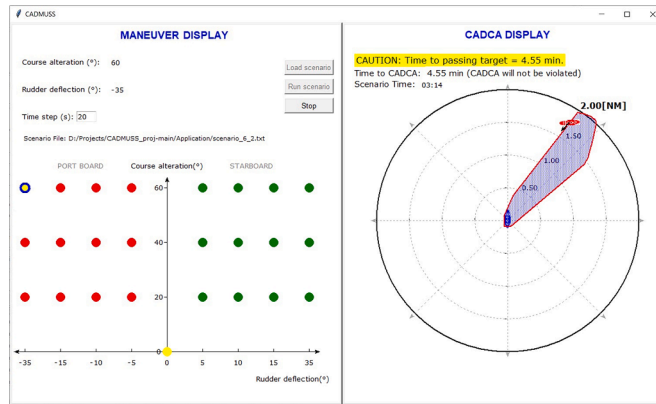 CADMUSS
MANEUVER DISPLAY
Course alteration (°): 60
Load scenario
Rudder deflection (°): -35
Run scenario
Time step (s): 20
Stop
Scenario File: D:/Projects/CADMUSS_proj-main/Application/scenario_6_2.txt
PORT BOARD Course alteration(°) STARBOARD
60
40
20
0
-35 -15 -10 -5 0 5 10 15 35
Rudder deflection(°)
CADCA DISPLAY
CAUTION: Time to passing target = 4.55 min.
Time to CADCA: 4.55 min (CADCA will not be violated)
Scenario Time: 03:14
2.00[NM]
1.50
1.00
0.50